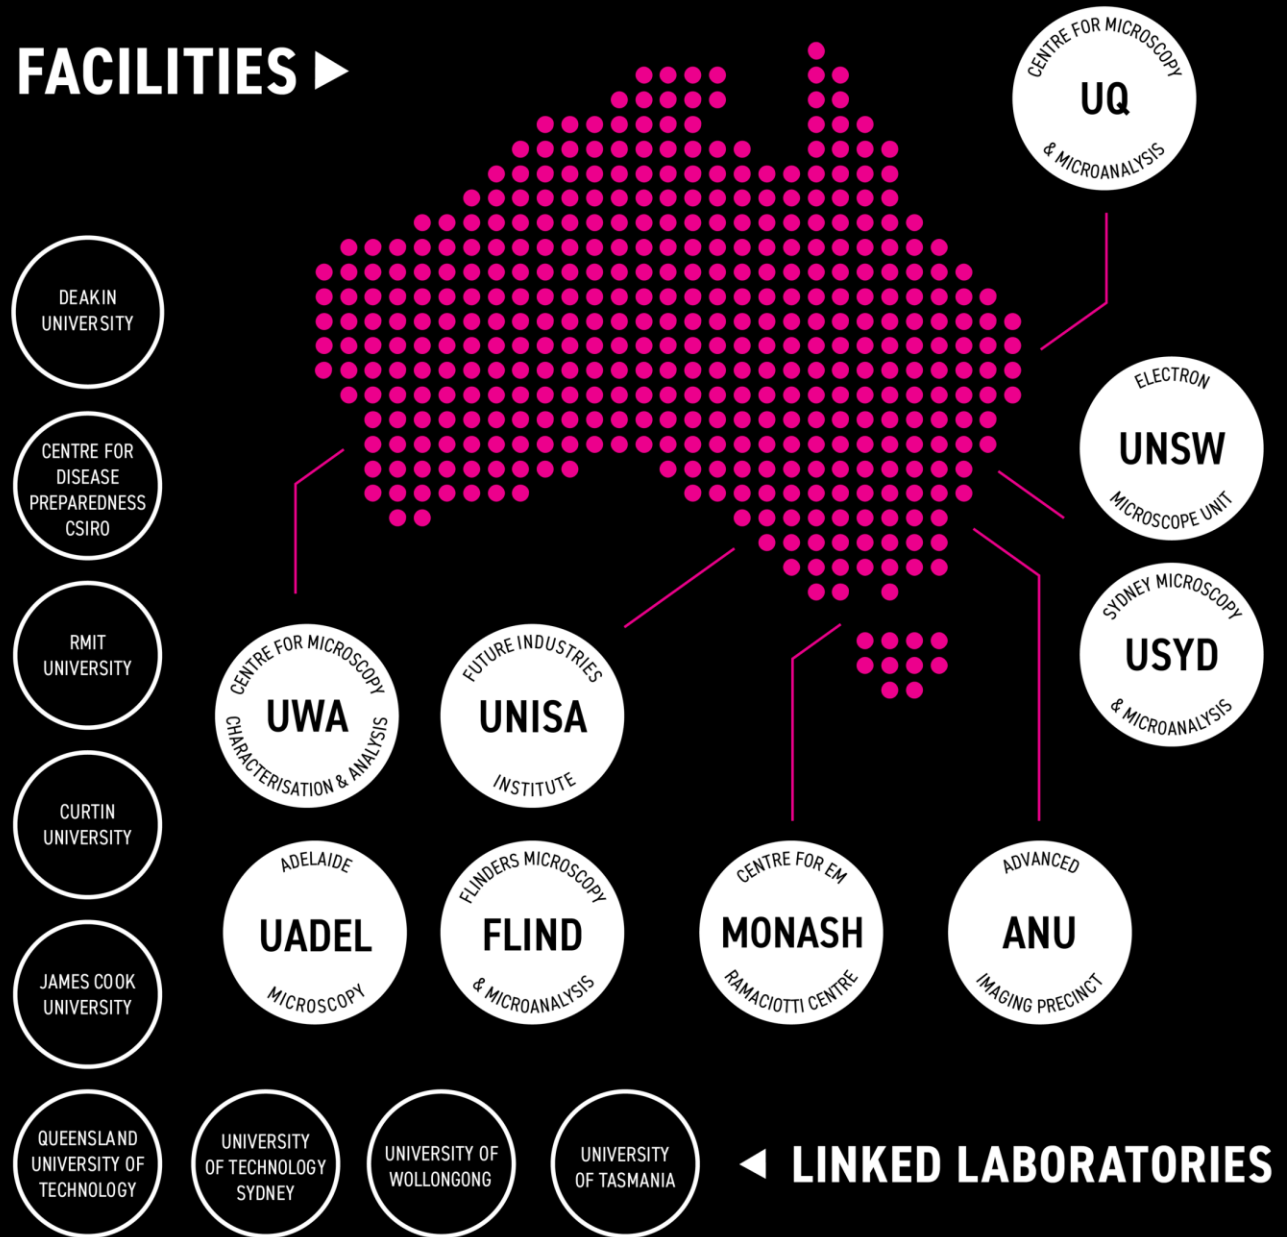 FACILITIES ▶
CENTRE FOR MICROSCOPY
UQ
& MICROANALYSIS
ELECTRON
UNSW
MICROSCOPE UNIT
SYDNEY MICROSCOPY
USYD
& MICROANALYSIS
CENTRE FOR MICROSCOPY
UWA
CHARACTERISATION & ANALYSIS
FUTURE INDUSTRIES
UNISA
INSTITUTE
ADELAIDE
UADEL
MICROSCOPY
FLINDERS MICROSCOPY
FLIND
& MICROANALYSIS
CENTRE FOR EM
MONASH
RAMACIOTTI CENTRE
ADVANCED
ANU
IMAGING PRECINCT
DEAKIN
UNIVERSITY
CENTRE FOR
DISEASE
PREPAREDNESS
CSIRO
RMIT
UNIVERSITY
CURTIN
UNIVERSITY
JAMES COOK
UNIVERSITY
QUEENSLAND
UNIVERSITY OF
TECHNOLOGY
UNIVERSITY
OF TECHNOLOGY
SYDNEY
UNIVERSITY OF
WOLLONGONG
UNIVERSITY
OF TASMANIA
◀ LINKED LABORATORIES